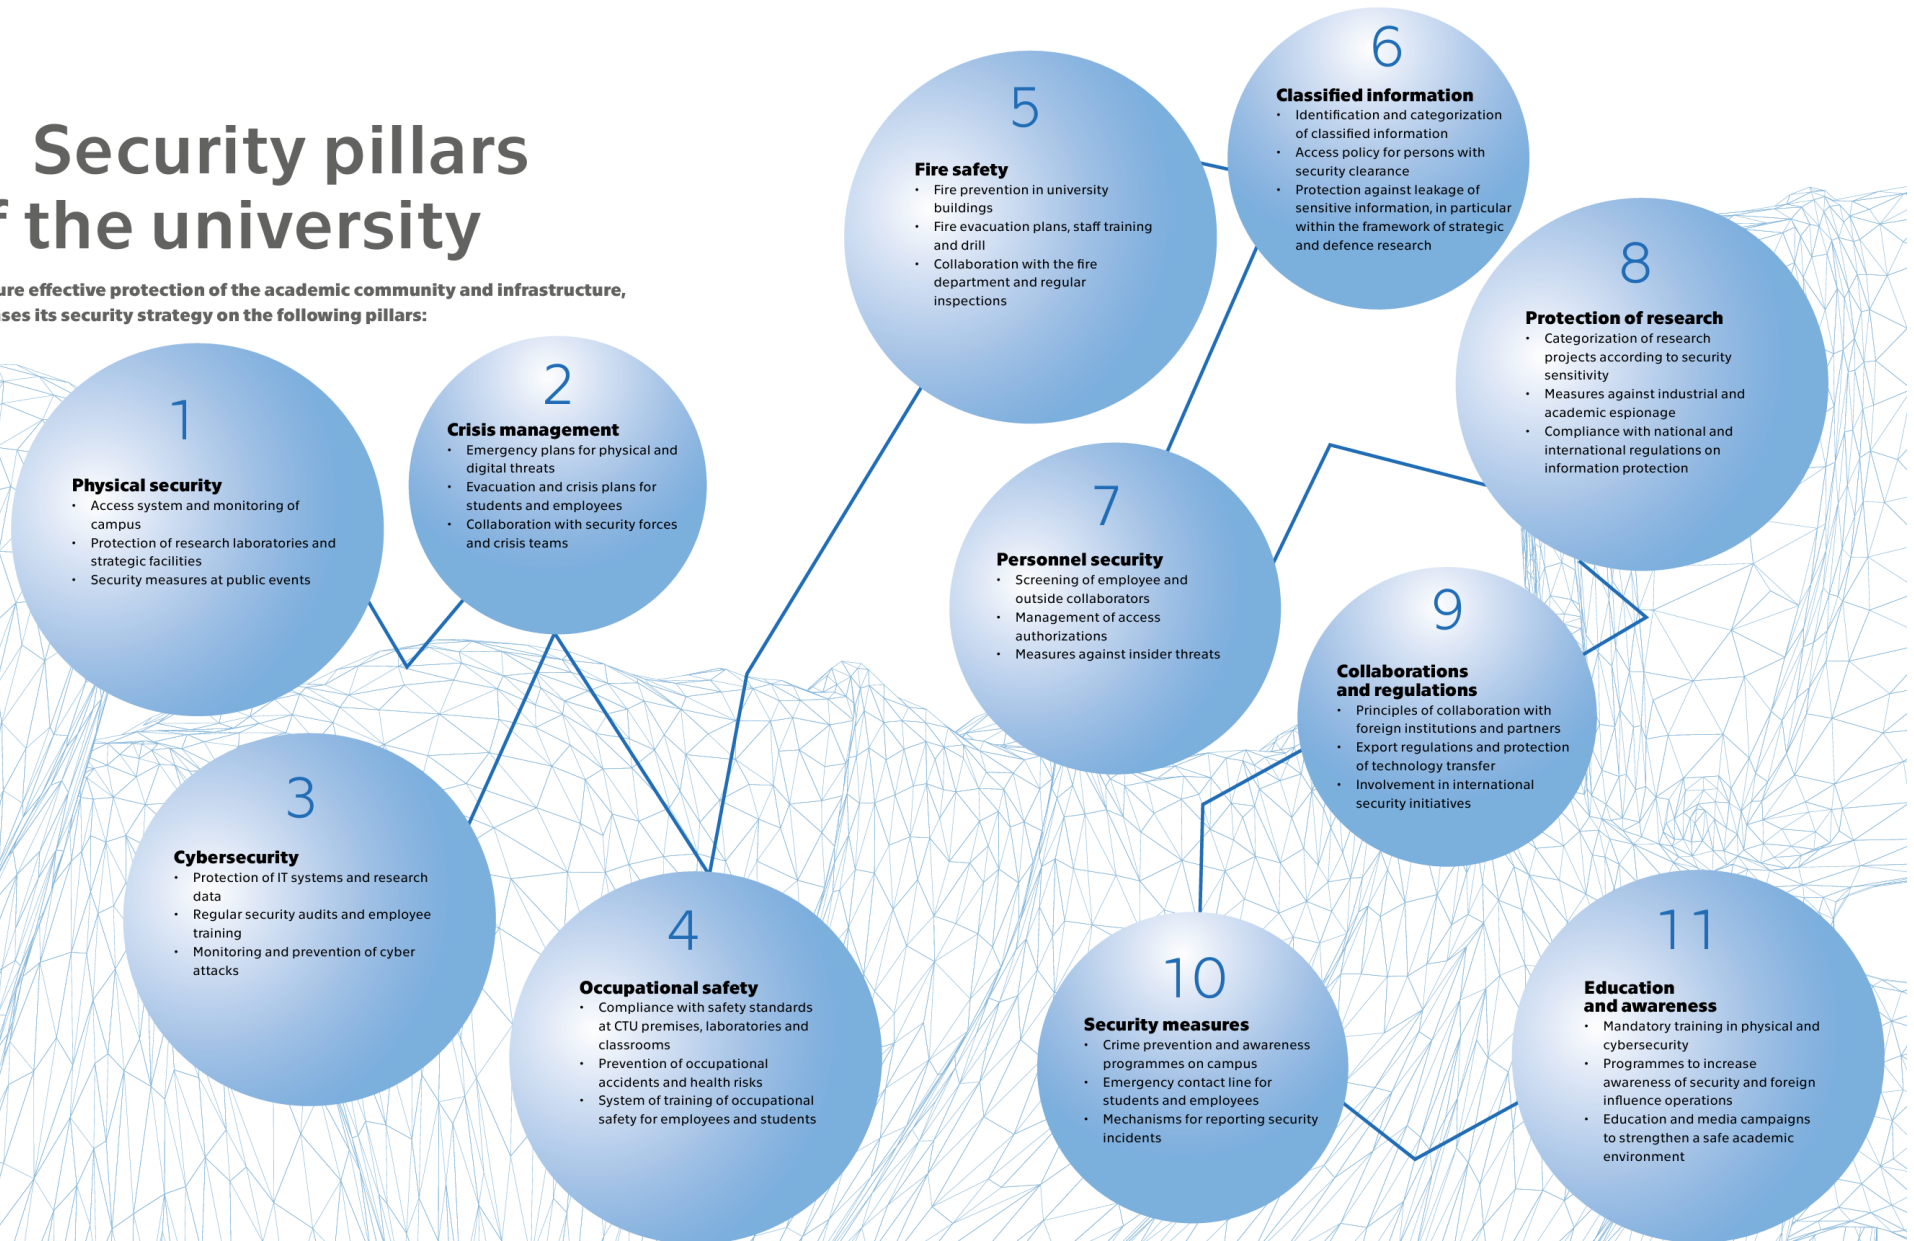 Security pillars
the university
effective protection of the academic community and infrastructure,
its security strategy on the following pillars:
1
Physical security
• Access system and monitoring of
campus
• Protection of research laboratories and
strategic facilities
• Security measures at public events
2
Crisis management
• Emergency plans for physical and
digital threats
• Evacuation and crisis plans for
students and employees
• Collaboration with security forces
and crisis teams
3
Cybersecurity
• Protection of IT systems and research
data
• Regular security audits and employee
training
• Monitoring and prevention of cyber
attacks
4
Occupational safety
• Compliance with safety standards
at CTU premises, laboratories and
classrooms
• Prevention of occupational
accidents and health risks
• System of training of occupational
safety for employees and students
5
Fire safety
• Fire prevention in university
buildings
• Fire evacuation plans, staff training
and drill
• Collaboration with the fire
department and regular
inspections
6
Classified information
• Identification and categorization
of classified information
• Access policy for persons with
security clearance
• Protection against leakage of
sensitive information, in particular
within the framework of strategic
and defence research
7
Personnel security
• Screening of employee and
outside collaborators
• Management of access
authorizations
• Measures against insider threats
8
Protection of research
• Categorization of research
projects according to security
sensitivity
• Measures against industrial and
academic espionage
• Compliance with national and
international regulations on
information protection
9
Collaborations
and regulations
• Principles of collaboration with
foreign institutions and partners
• Export regulations and protection
of technology transfer
• Involvement in international
security initiatives
10
Security measures
• Crime prevention and awareness
programmes on campus
• Emergency contact line for
students and employees
• Mechanisms for reporting security
incidents
11
Education
and awareness
• Mandatory training in physical and
cybersecurity
• Programmes to increase
awareness of security and foreign
influence operations
• Education and media campaigns
to strengthen a safe academic
environment